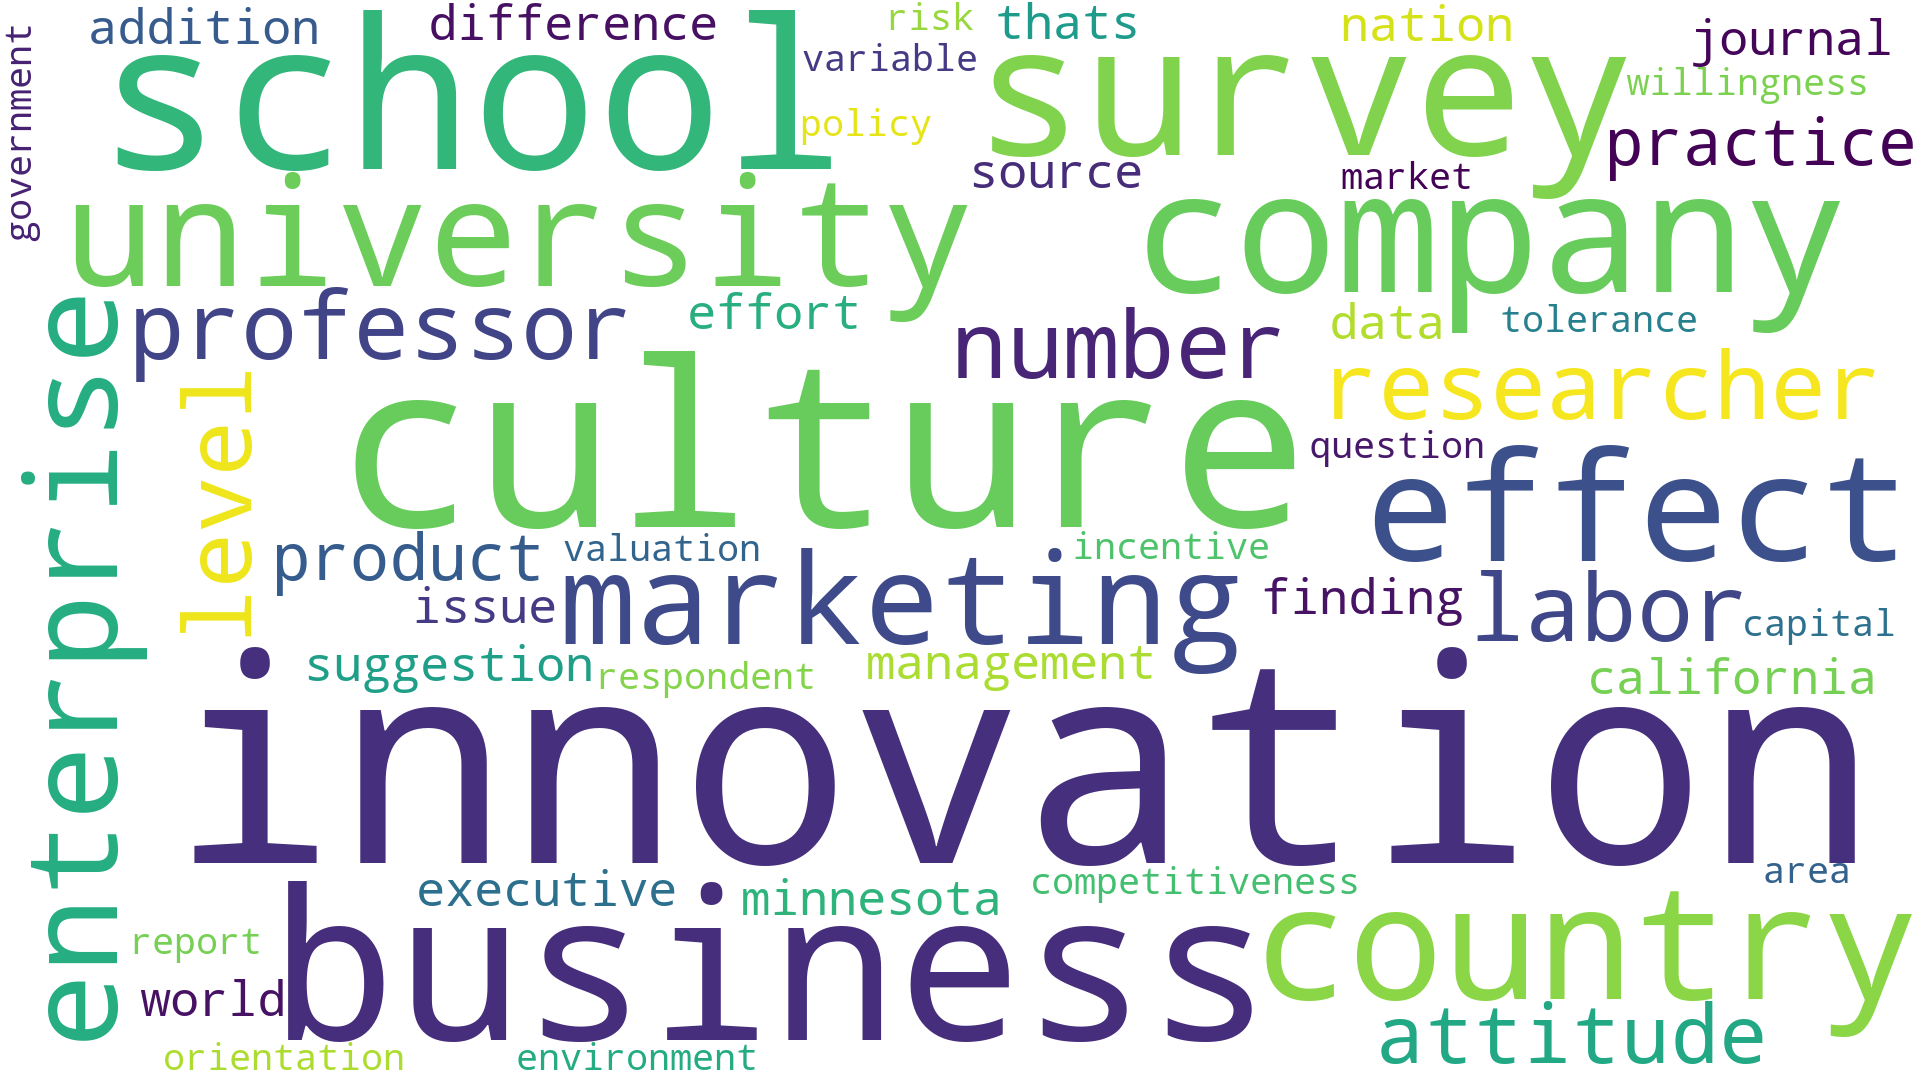 addition
difference
risk
thats
nation
journal
government
school
variable
survey
willingness
policy
practice
source
market
university
company
enterprise
professor
effort
number
data
tolerance
level
culture
researcher
question
effect
product
valuation
incentive
issue
marketing
finding
labor
capital
suggestion
respondent
management
california
innovation
executive
minnesota
competitiveness
area
report
business
country
world
attitude
orientation
environment